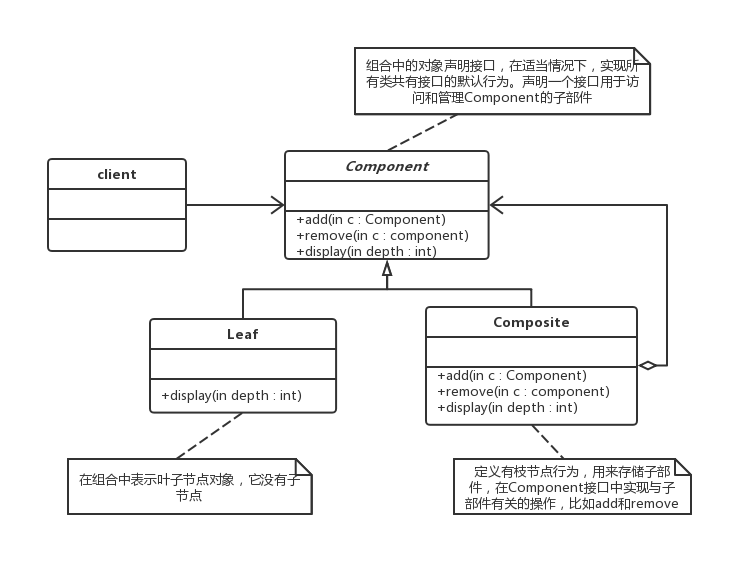 组合中的对象声明接口，在适当情况下，实现所
有类共有接口的默认行为。声明一个接口用于访
问和管理Component的子部件
client
Component
+add(in c : Component)
+remove(in c : component)
+display(in depth : int)
Leaf
+display(in depth : int)
Composite
+add(in c : Component)
+remove(in c : component)
+display(in depth : int)
在组合中表示叶子节点对象，它没有子
节点
定义有枝节点行为，用来存储子部
件，在Component接口中实现与子
部件有关的操作，比如add和remove